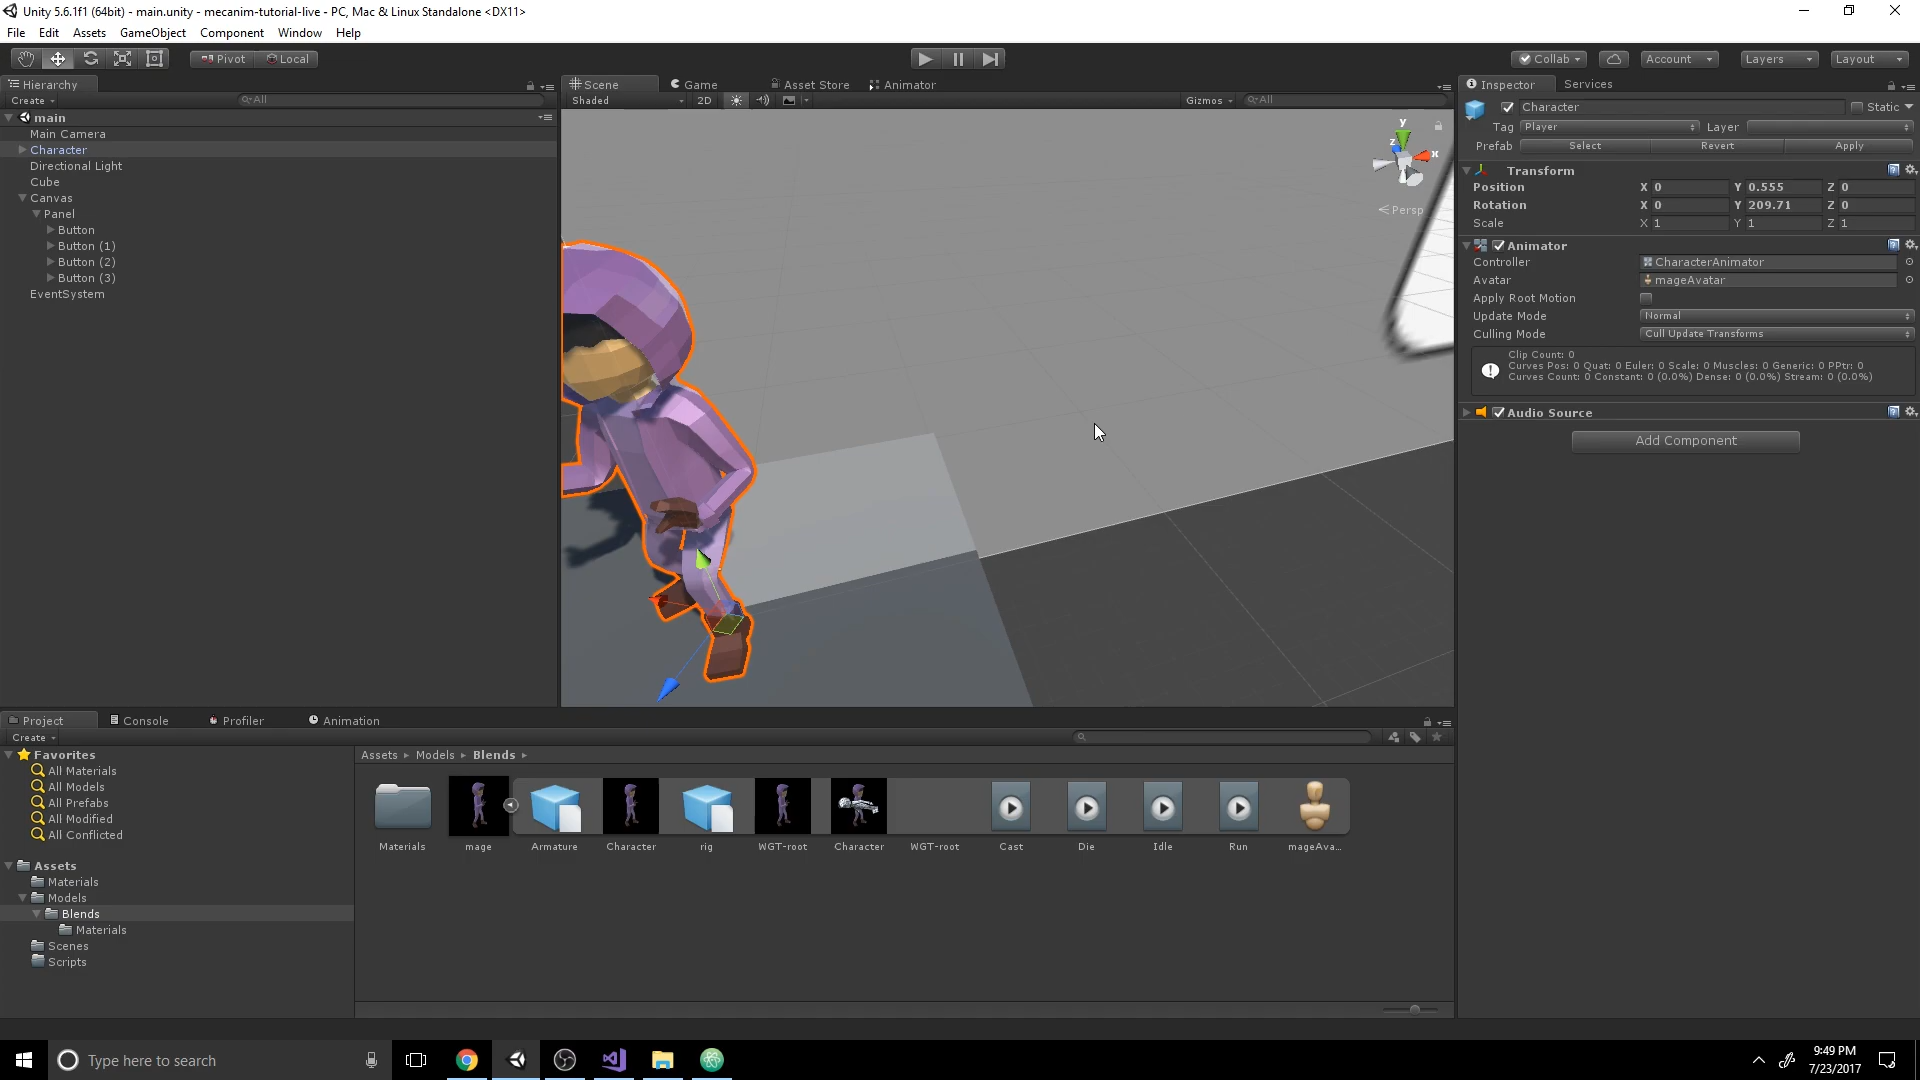 Unity 5.6.1f1 (64bit) - main.unity - mecanim-tutorial-live - PC, Mac & Linux Standalone <DX11>
File Edit Assets GameObject Component Window Help
Pivot Local Collab Account Layers Layout
Hierarchy
Create All
main
Main Camera
Character
Directional Light
Cube
Canvas
Panel
Button
Button (1)
Button (2)
Button (3)
EventSystem
Scene Game Asset Store Animator
Shaded 2D Gizmos All
y
z
x
Persp
Inspector Services
Character Static
Tag Player Layer
Prefab Select Revert Apply
Transform
Position X 0 Y 0.555 Z 0
Rotation X 0 Y 209.71 Z 0
Scale X 1 Y 1 Z 1
Animator
Controller CharacterAnimator
Avatar mageAvatar
Apply Root Motion
Update Mode Normal
Culling Mode Cull Update Transforms
Clip Count: 0
Curves Pos: 0 Quat: 0 Euler: 0 Scale: 0 Muscles: 0 Generic: 0 PPtr: 0
Curves Count: 0 Constant: 0 (0.0%) Dense: 0 (0.0%) Stream: 0 (0.0%)
Audio Source
Add Component
Project Console Profiler Animation
Create
Favorites
All Materials
All Models
All Prefabs
All Modified
All Conflicted
Assets
Materials
Models
Blends
Materials
Scenes
Scripts
Assets Models Blends
Materials mage Armature Character rig WGT-root Character WGT-root Cast Die Idle Run mageAva...
Type here to search
9:49 PM
7/23/2017